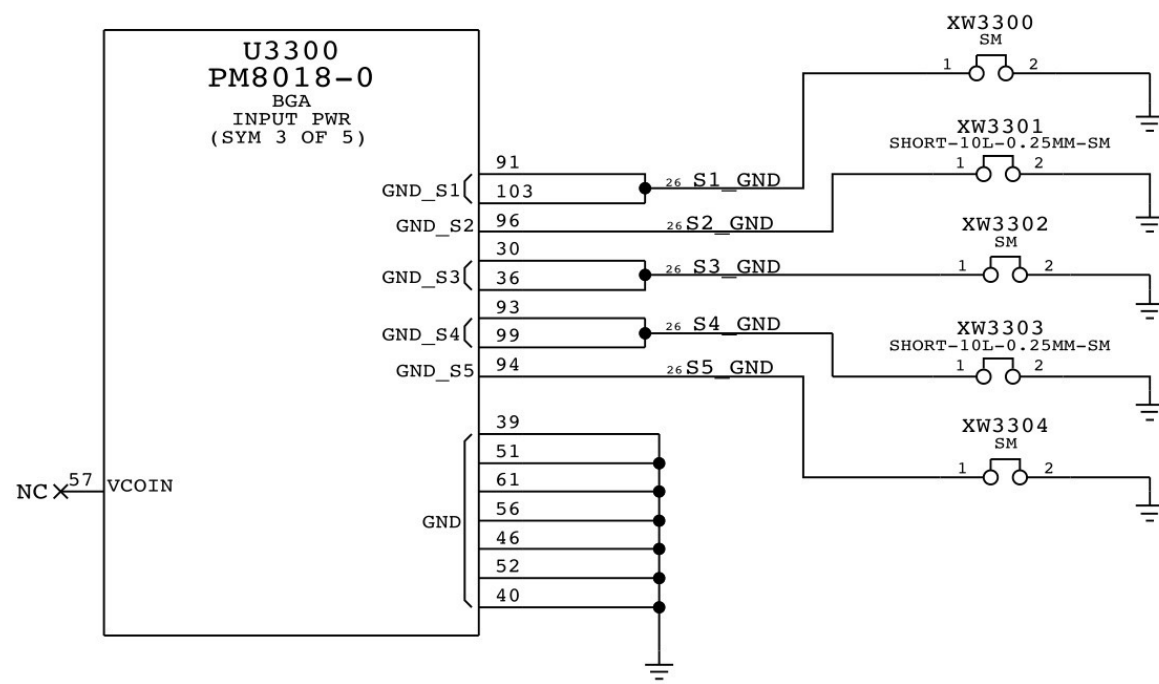 U3300
PM8018-0
BGA
INPUT PWR
(SYM 3 OF 5)
XW3300
SM
1 2
XW3301
SHORT-10L-0.25MM-SM
1 2
91
GND_S1( 103
26 S1_GND
GND_S2 96
26 S2_GND
XW3302
SM
1 2
30
GND_S3( 36
26 S3_GND
93
GND_S4( 99
26 S4_GND
XW3303
SHORT-10L-0.25MM-SM
1 2
GND_S5 94
26 S5_GND
XW3304
SM
1 2
39
51
61
56
46
52
40
GND
NC 57 VCOIN